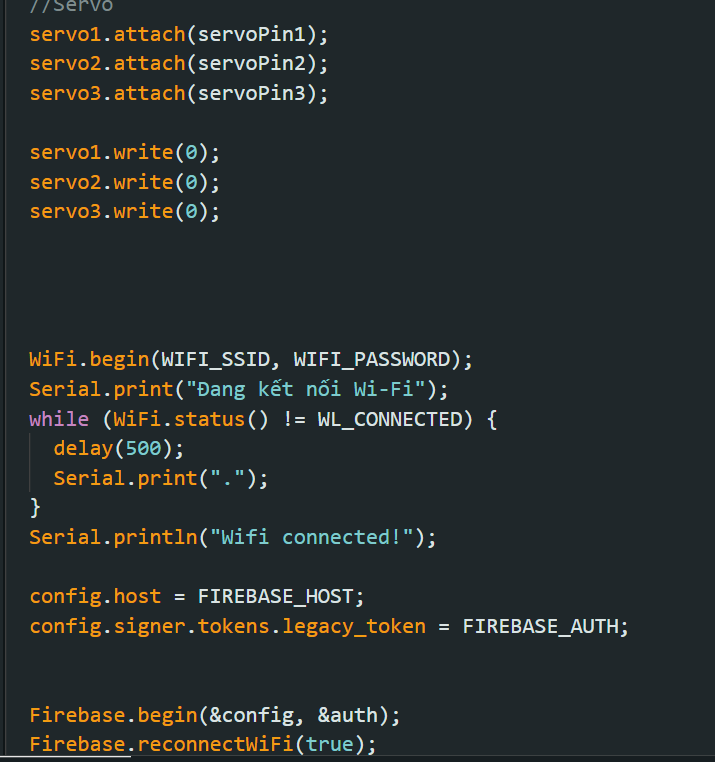 //Servo
servo1.attach(servoPin1);
servo2.attach(servoPin2);
servo3.attach(servoPin3);
servo1.write(0);
servo2.write(0);
servo3.write(0);
WiFi.begin(WIFI_SSID, WIFI_PASSWORD);
Serial.print("Đang kết nối Wi-Fi");
while (WiFi.status() != WL_CONNECTED) {
delay(500);
Serial.print(".");
}
Serial.println("Wifi connected!");
config.host = FIREBASE_HOST;
config.signer.tokens.legacy_token = FIREBASE_AUTH;
Firebase.begin(&config, &auth);
Firebase.reconnectWiFi(true);